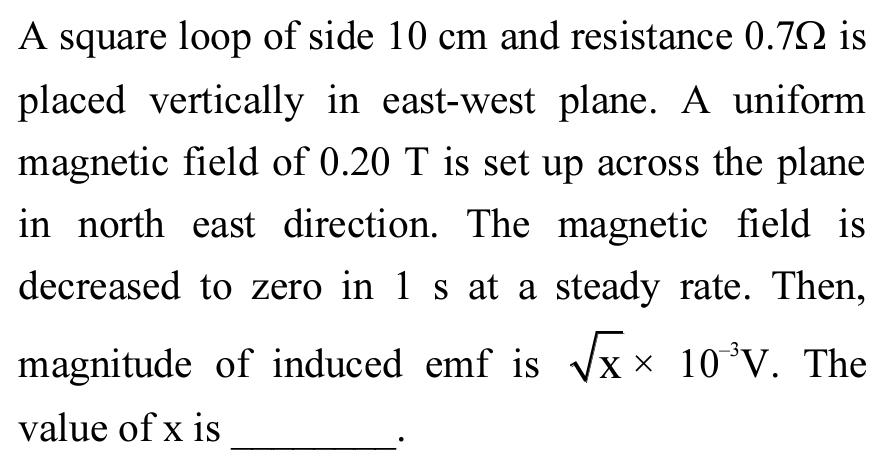 A square loop of side 10 cm and resistance 0.7Ω is
placed vertically in east-west plane. A uniform
magnetic field of 0.20 T is set up across the plane
in north east direction. The magnetic field is
decreased to zero in 1 s at a steady rate. Then,
magnitude of induced emf is √x × 10⁻³V. The
value of x is ________.